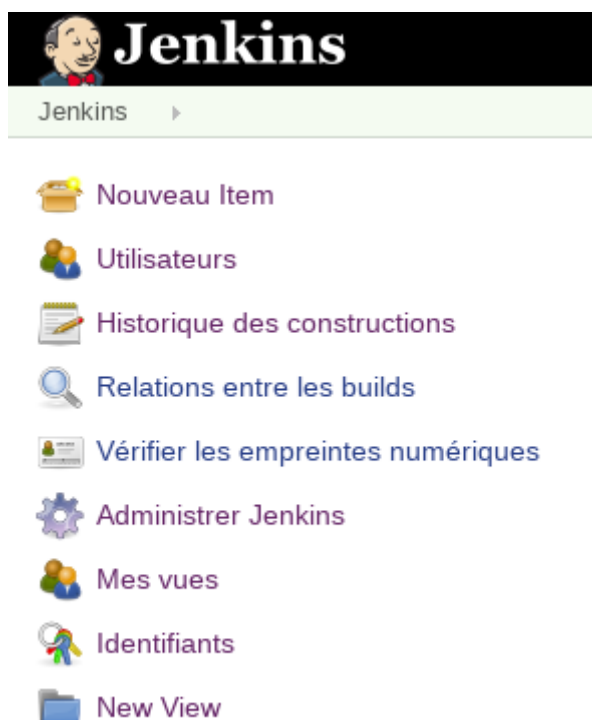 Jenkins
Jenkins
Nouveau Item
Utilisateurs
Historique des constructions
Relations entre les builds
Vérifier les empreintes numériques
Administrer Jenkins
Mes vues
Identifiants
New View